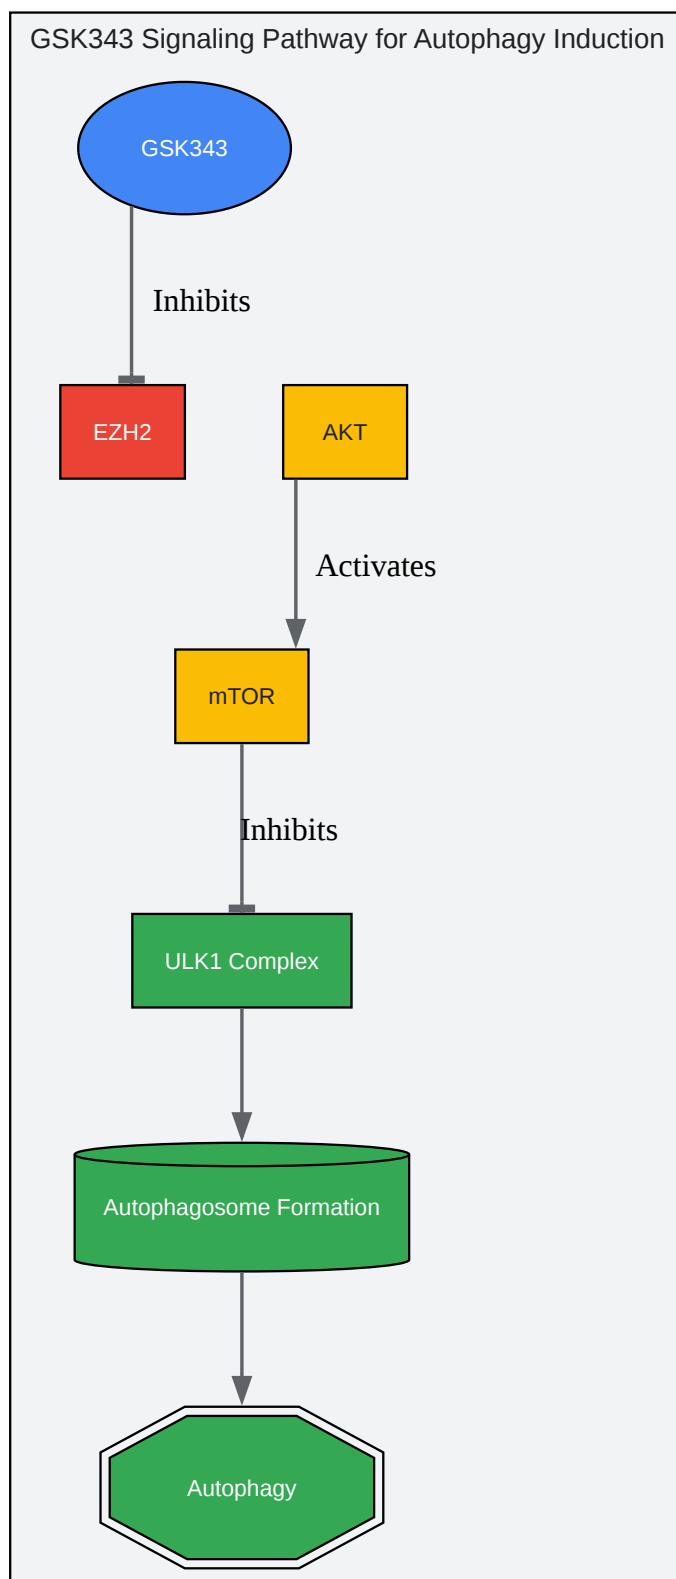 GSK343 Signaling Pathway for Autophagy Induction
GSK343
Inhibits
EZH2
AKT
Activates
mTOR
Inhibits
ULK1 Complex
Autophagosome Formation
Autophagy